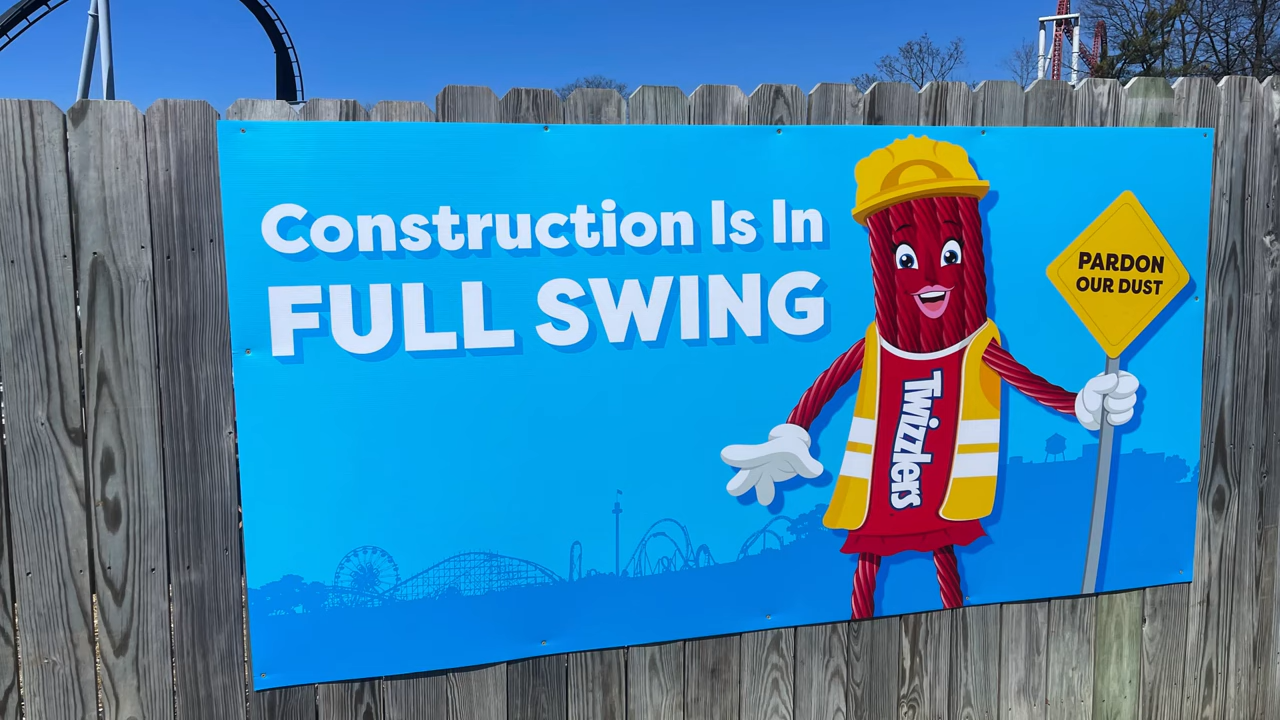 Construction Is In
FULL SWING
PARDON
OUR DUST
Twizzlers